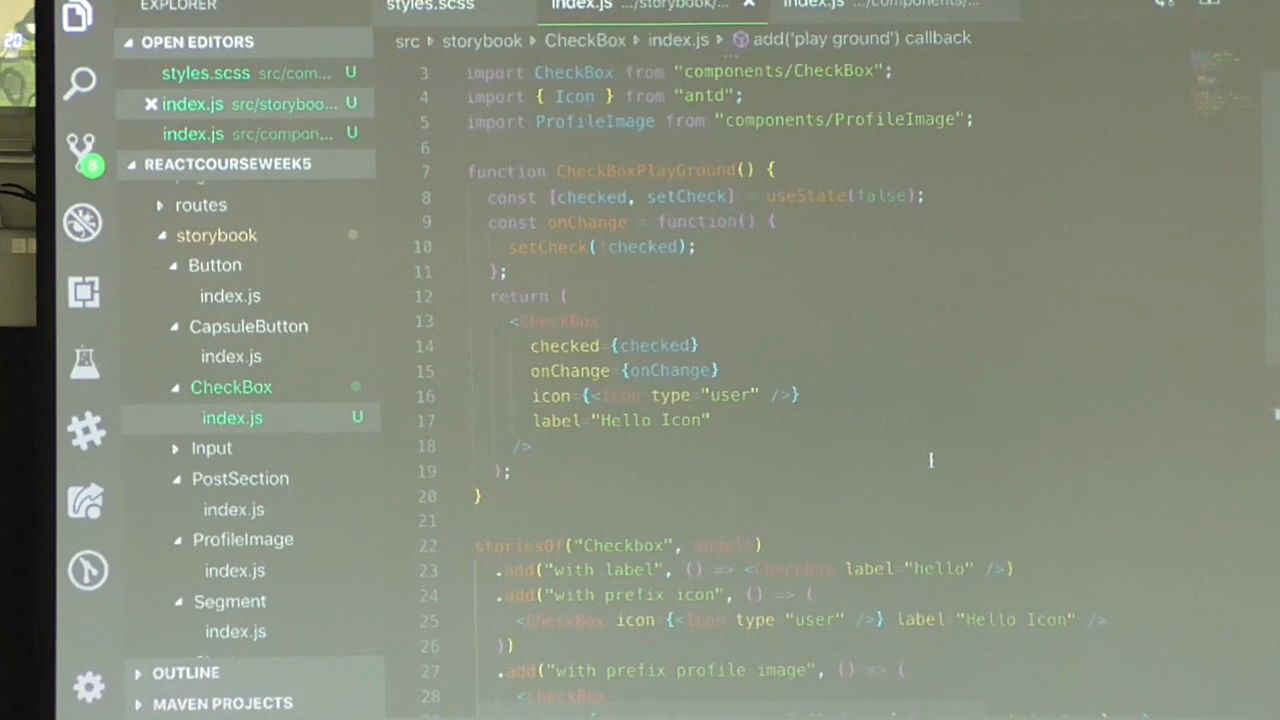 EXPLORER
styles.scss
index.js .../storybook/...
index.js .../components/...
OPEN EDITORS
styles.scss src/com... U
index.js src/storyboo... U
index.js src/compan... U
REACTCOURSEWEEK5
8
routes
storybook
Button
index.js
CapsuleButton
index.js
CheckBox
index.js U
Input
PostSection
index.js
ProfileImage
index.js
Segment
index.js
OUTLINE
MAVEN PROJECTS
src storybook CheckBox index.js add('play ground') callback
3 import CheckBox from "components/CheckBox";
4 import { Icon } from "antd";
5 import ProfileImage from "components/ProfileImage";
6
7 function CheckBoxPlayGround() {
8 const [checked, setCheck] = useState(false);
9 const onChange = function() {
10 setCheck(!checked);
11 };
12 return (
13 <CheckBox
14 checked={checked}
15 onChange={onChange}
16 icon={<Icon type="user" />}
17 label="Hello Icon"
18 />
19 );
20 }
21
22 storiesOf("Checkbox", module)
23 .add("with label", () => <CheckBox label="hello" />)
24 .add("with prefix icon", () => (
25 <CheckBox icon={<Icon type="user" />} label="Hello Icon" />
26 ))
27 .add("with prefix profile image", () => (
28 <CheckBox